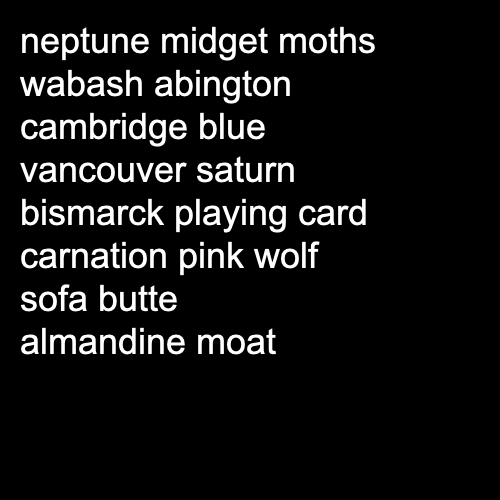 neptune midget moths
wabash abington
cambridge blue
vancouver saturn
bismarck playing card
carnation pink wolf
sofa butte
almandine moat